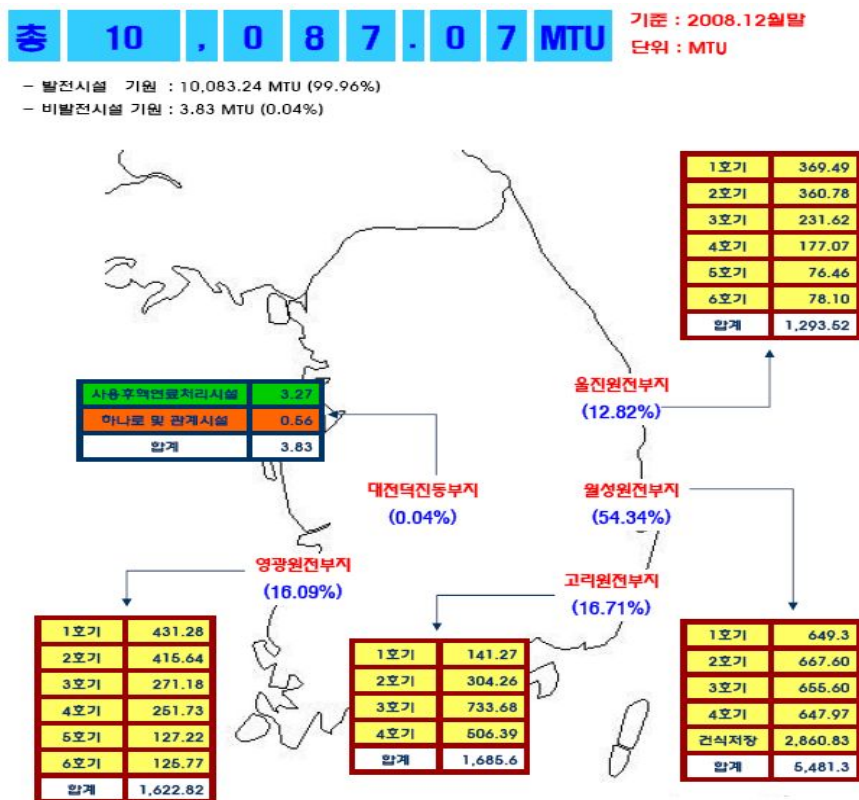 총 10,087.07 MTU
기준 : 2008.12월말
단위 : MTU
- 발전시설 기원 : 10,083.24 MTU (99.96%)
- 비발전시설 기원 : 3.83 MTU (0.04%)
1호기 369.49
2호기 360.78
3호기 231.62
4호기 177.07
5호기 76.46
6호기 78.10
합계 1,293.52
울진원전부지
(12.82%)
사용후핵연료처리시설 3.27
하나로 및 관계시설 0.56
합계 3.83
대전덕진동부지
(0.04%)
월성원전부지
(54.34%)
영광원전부지
(16.09%)
고리원전부지
(16.71%)
1호기 431.28
2호기 415.64
3호기 271.18
4호기 251.73
5호기 127.22
6호기 125.77
합계 1,622.82
1호기 141.27
2호기 304.26
3호기 733.68
4호기 506.39
합계 1,685.6
1호기 649.3
2호기 667.60
3호기 655.60
4호기 647.97
건식저장 2,860.83
합계 5,481.3